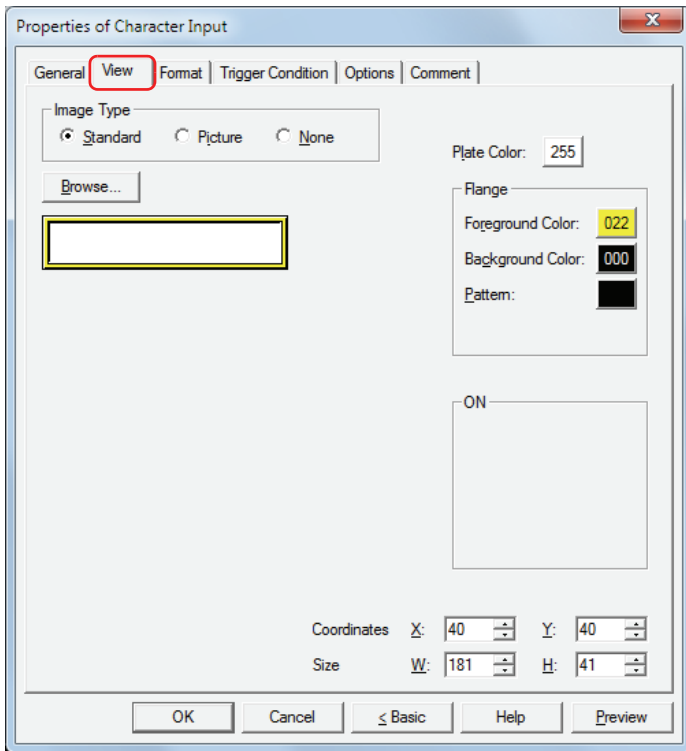 Properties of Character Input
General View Format Trigger Condition Options Comment
Image Type
Standard Picture None
Plate Color: 255
Browse...
Flange
Foreground Color: 022
Background Color: 000
Pattern:
ON
Coordinates X: 40 Y: 40
Size W: 181 H: 41
OK Cancel < Basic Help Preview